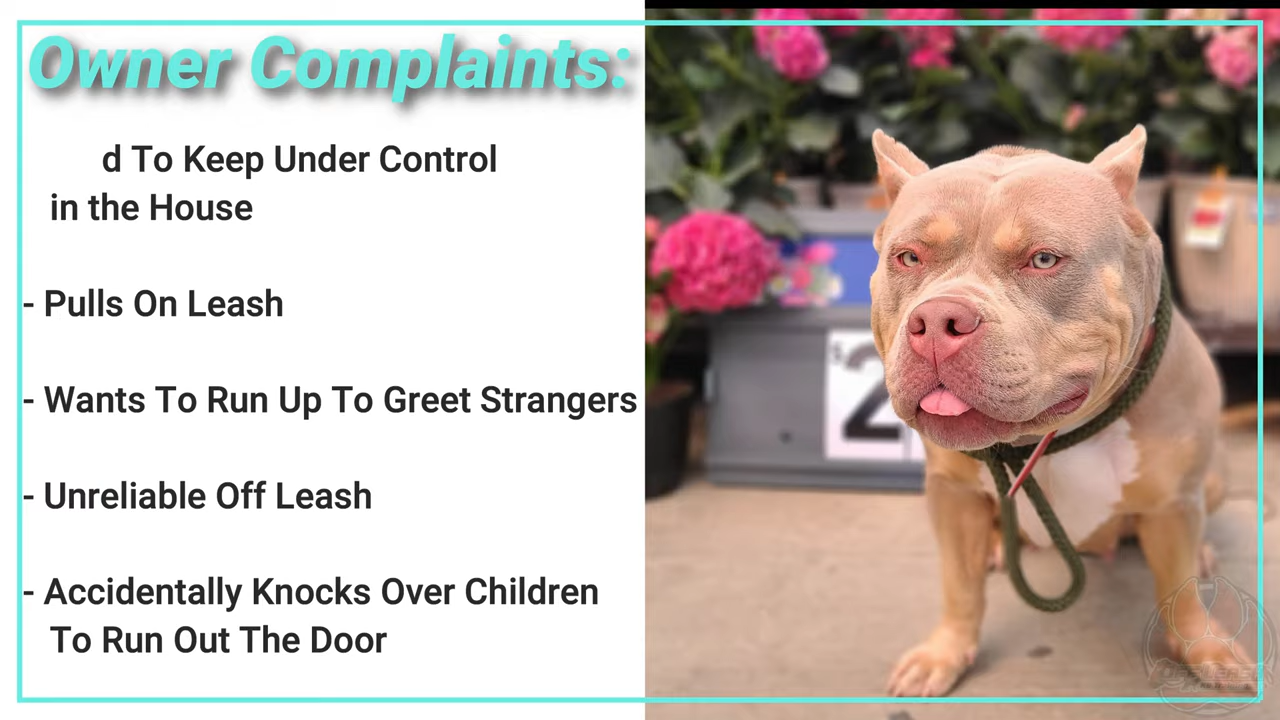 Owner Complaints:
d To Keep Under Control
in the House
- Pulls On Leash
- Wants To Run Up To Greet Strangers
- Unreliable Off Leash
- Accidentally Knocks Over Children
To Run Out The Door
2